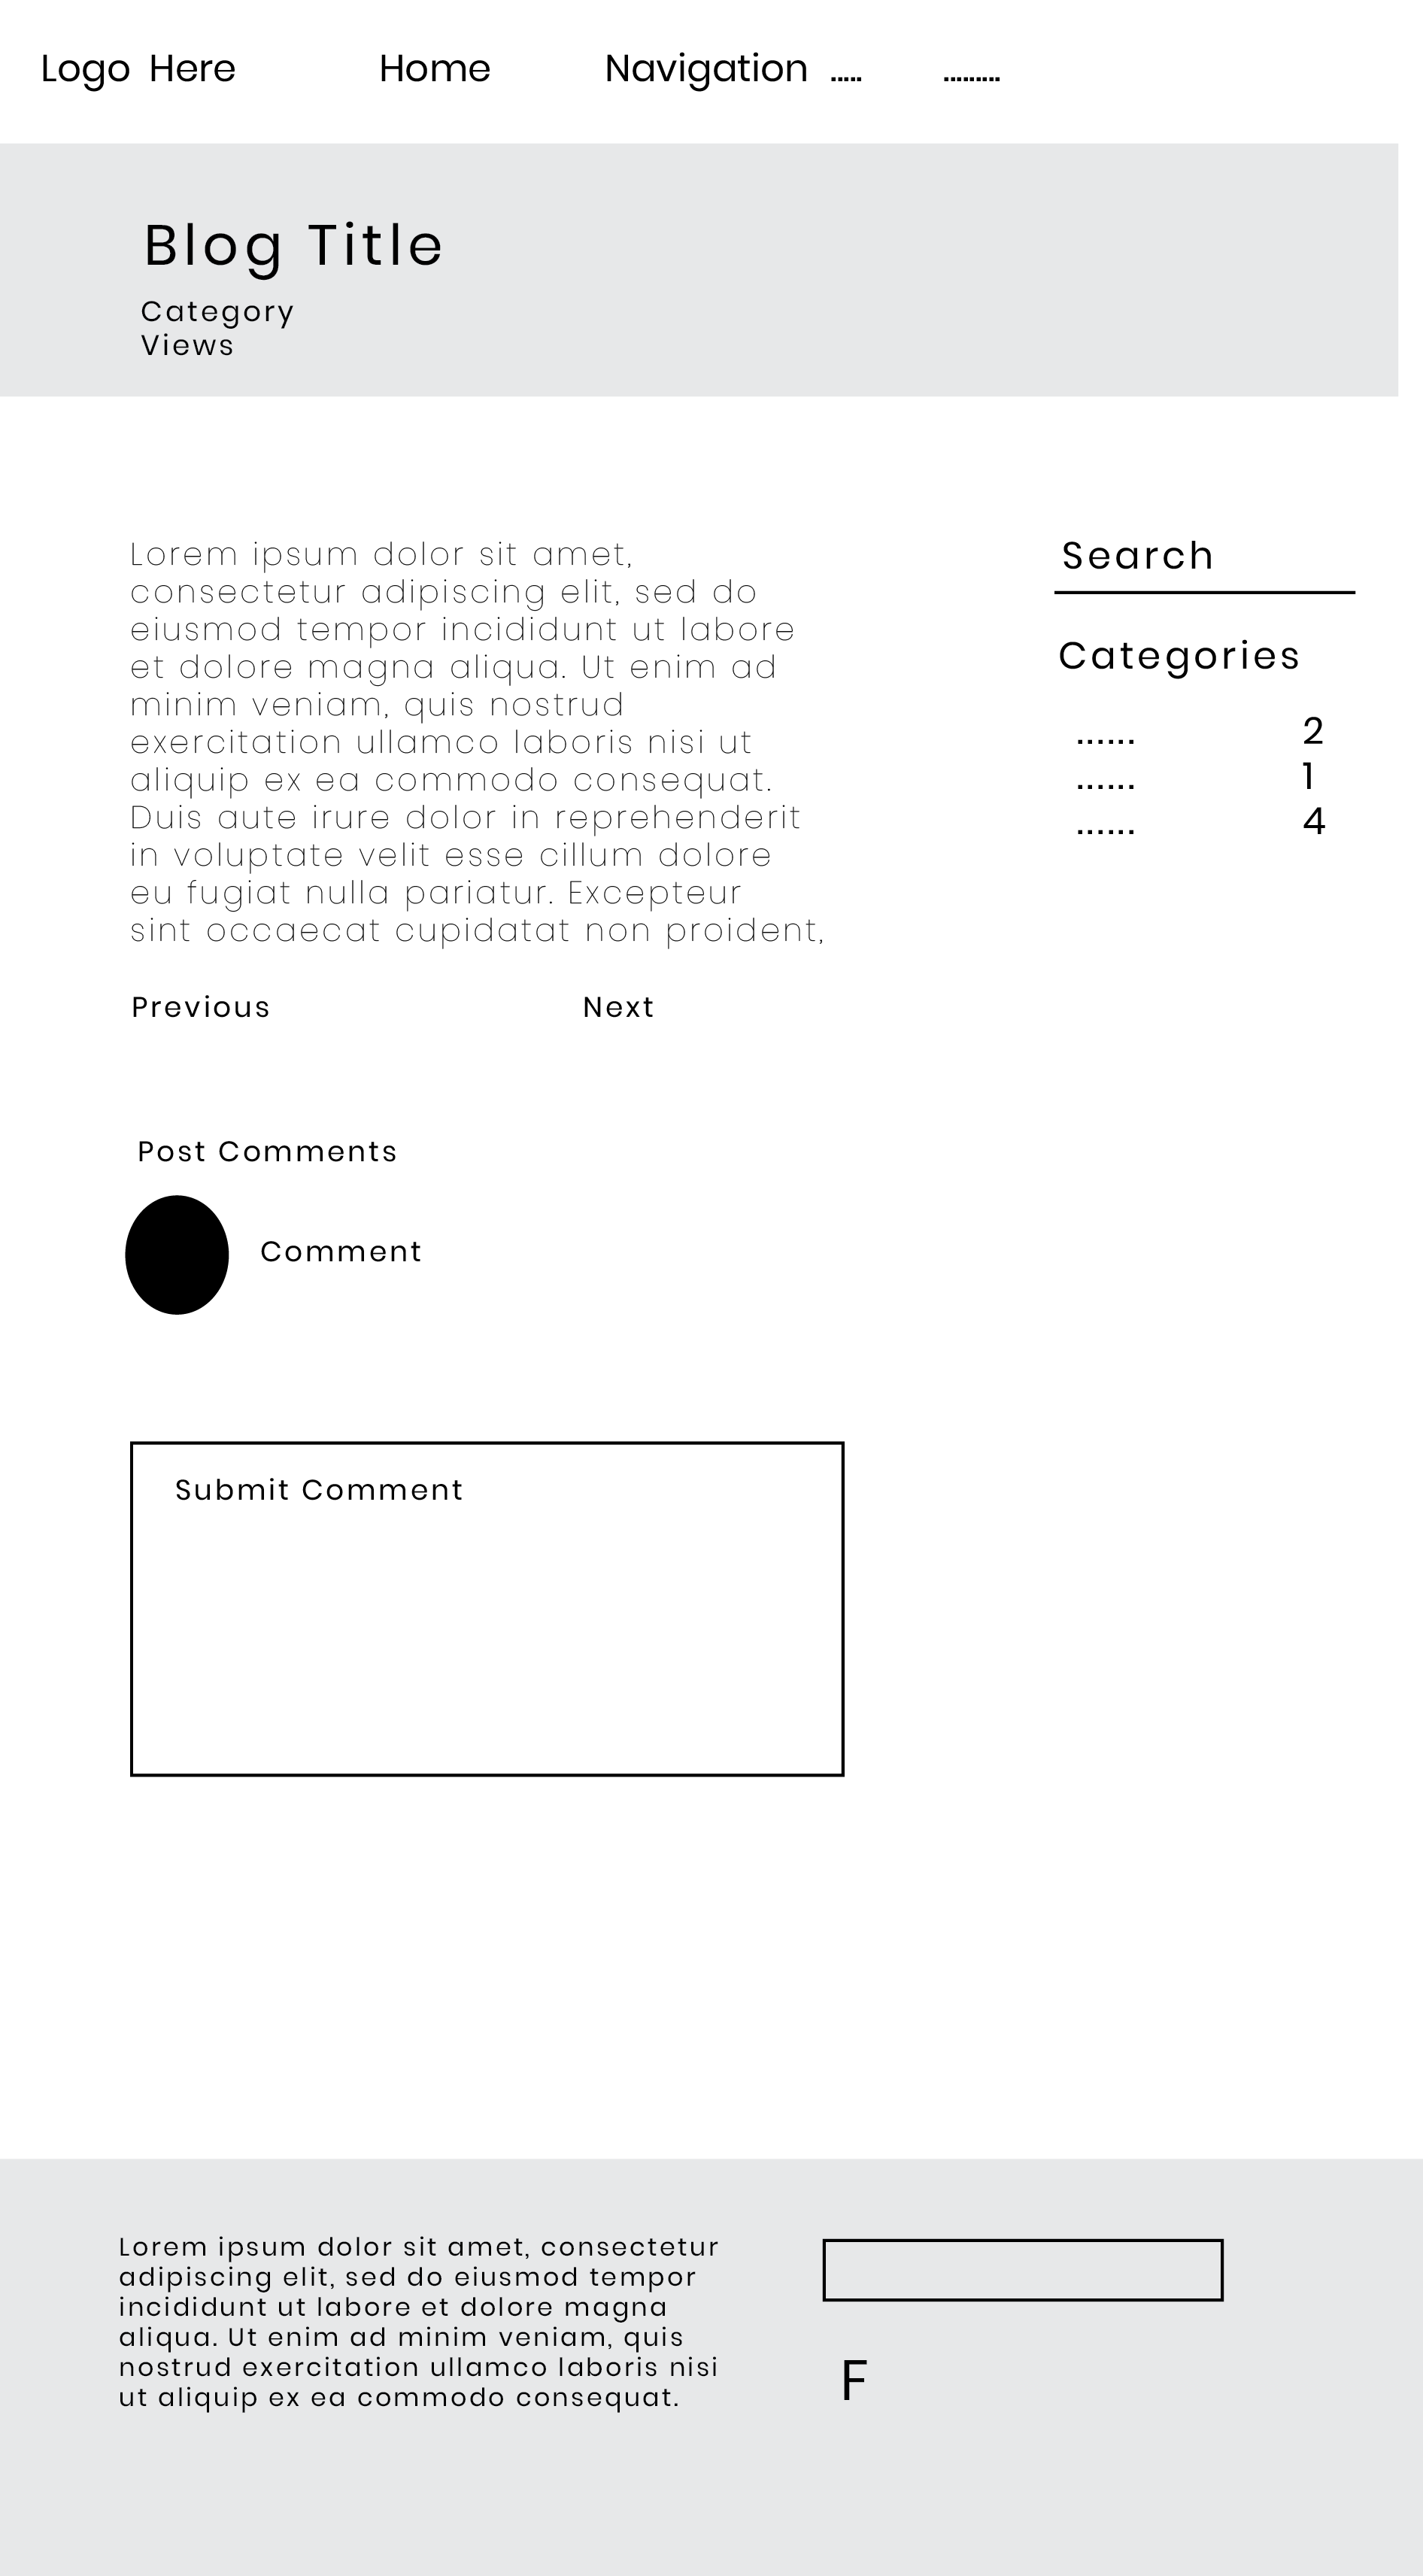 Logo Here Home Navigation ..... .........
Blog Title
Category
Views
Lorem ipsum dolor sit amet,
consectetur adipiscing elit, sed do
eiusmod tempor incididunt ut labore
et dolore magna aliqua. Ut enim ad
minim veniam, quis nostrud
exercitation ullamco laboris nisi ut
aliquip ex ea commodo consequat.
Duis aute irure dolor in reprehenderit
in voluptate velit esse cillum dolore
eu fugiat nulla pariatur. Excepteur
sint occaecat cupidatat non proident,
Previous Next
Search
Categories
...... 2
...... 1
...... 4
Post Comments
Comment
Submit Comment
Lorem ipsum dolor sit amet, consectetur
adipiscing elit, sed do eiusmod tempor
incididunt ut labore et dolore magna
aliqua. Ut enim ad minim veniam, quis
nostrud exercitation ullamco laboris nisi
ut aliquip ex ea commodo consequat.
F